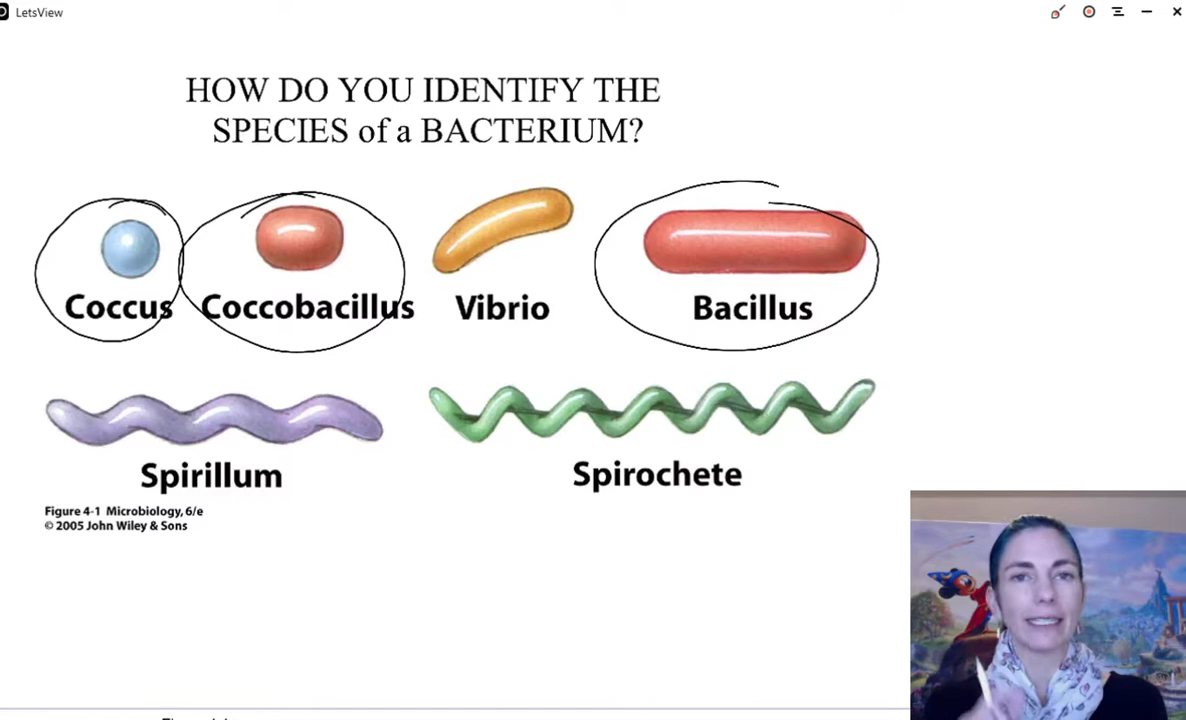 LetsView
HOW DO YOU IDENTIFY THE
SPECIES of a BACTERIUM?
Coccus
Coccobacillus
Vibrio
Bacillus
Spirillum
Spirochete
Figure 4-1 Microbiology, 6/e
© 2005 John Wiley & Sons